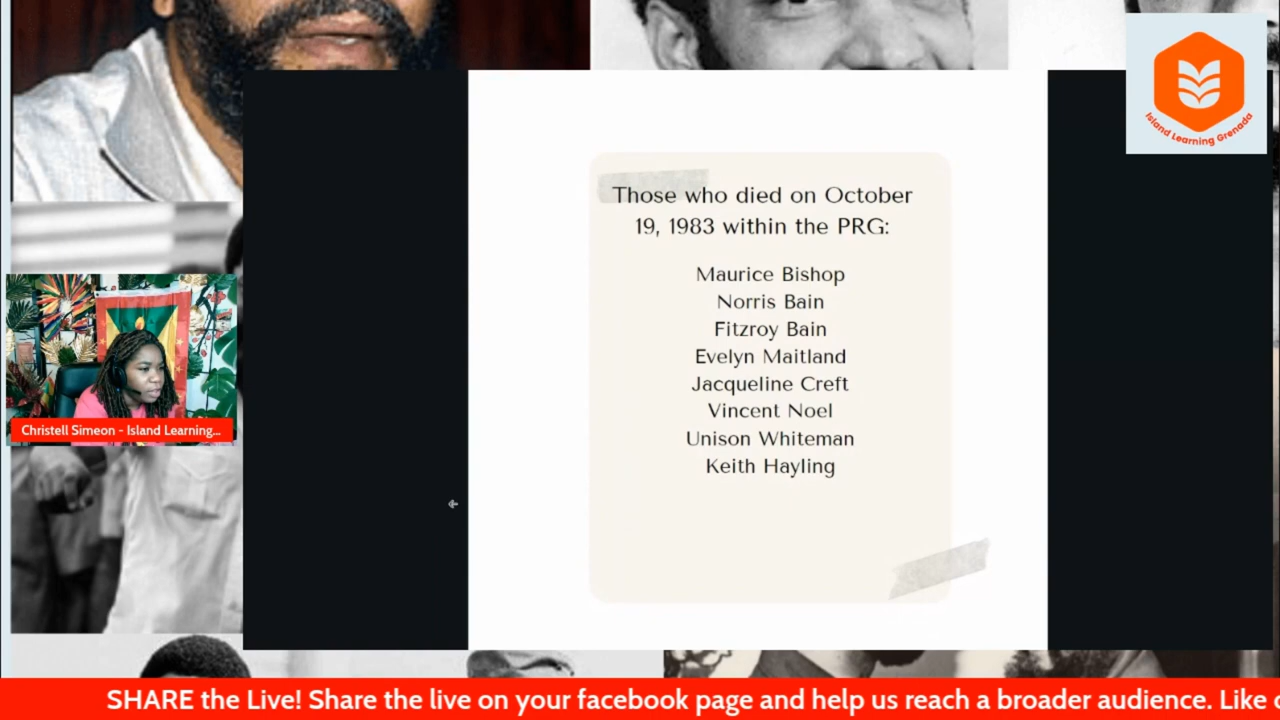 Island Learning Grenada
Those who died on October
19, 1983 within the PRG:
Maurice Bishop
Norris Bain
Fitzroy Bain
Evelyn Maitland
Jacqueline Creft
Vincent Noel
Unison Whiteman
Keith Hayling
Christell Simeon - Island Learning...
SHARE the Live! Share the live on your facebook page and help us reach a broader audience. Like